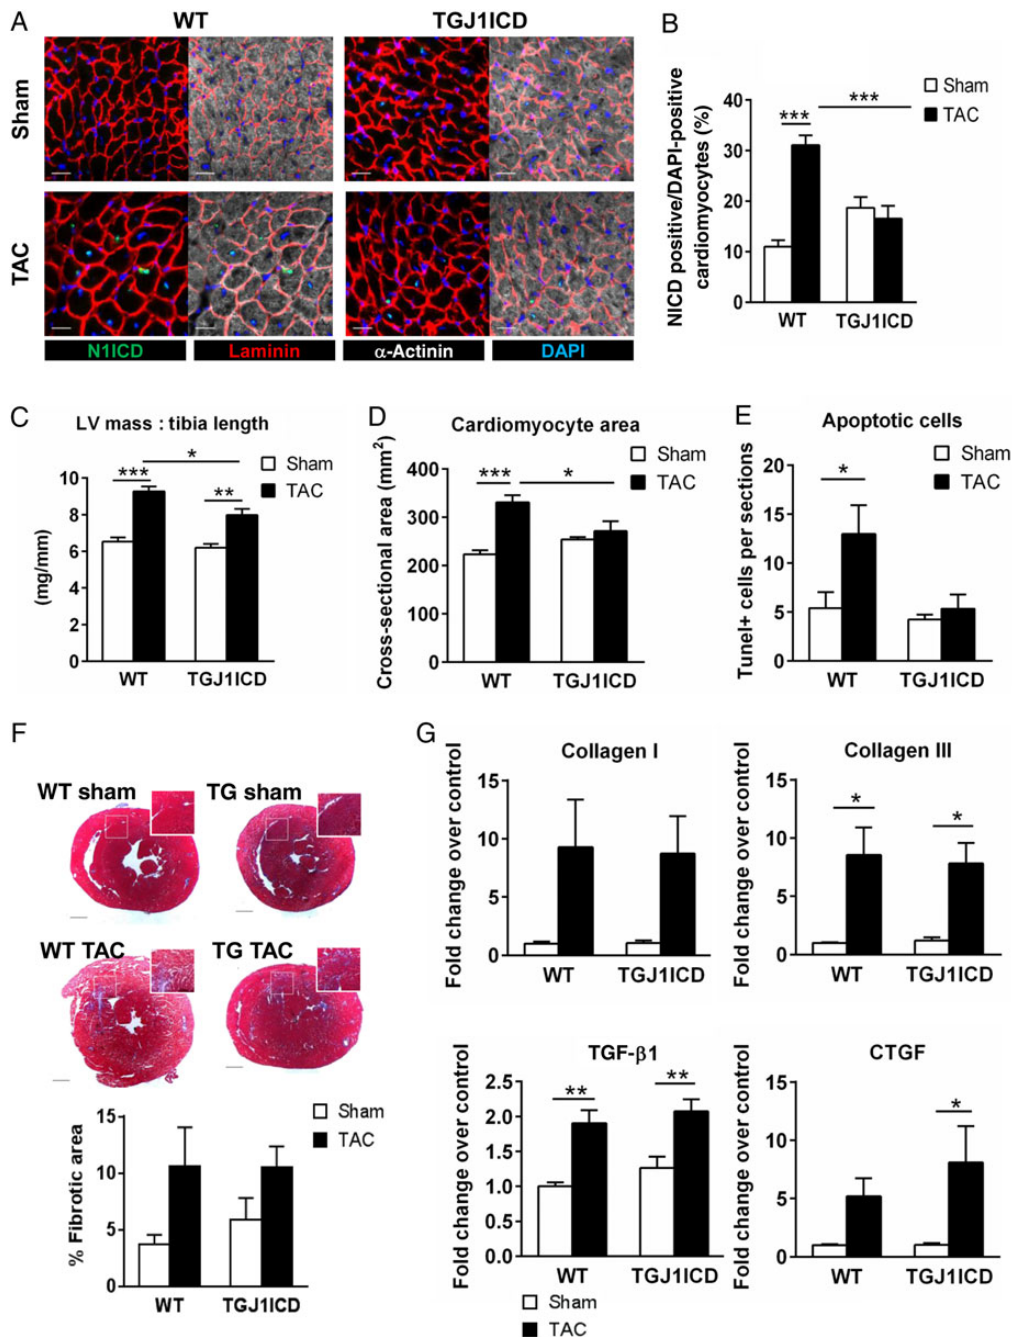 A
WT
TGJ1ICD
Sham
TAC
N1ICD
Laminin
α-Actinin
DAPI
B
NICD positive/DAPI-positive
cardiomyocytes (%)
40
30
20
10
0
***
***
Sham
TAC
WT
TGJ1ICD
C
LV mass : tibia length
(mg/mm)
10
8
6
4
2
0
***
*
**
Sham
TAC
WT
TGJ1ICD
D
Cardiomyocyte area
Cross-sectional area (mm²)
400
300
200
100
0
***
*
Sham
TAC
WT
TGJ1ICD
E
Apoptotic cells
Tunel+ cells per sections
20
15
10
5
0
*
Sham
TAC
WT
TGJ1ICD
F
WT sham
TG sham
WT TAC
TG TAC
% Fibrotic area
15
10
5
0
Sham
TAC
WT
TGJ1ICD
G
Collagen I
Fold change over control
15
10
5
0
WT
TGJ1ICD
Collagen III
Fold change over control
15
10
5
0
*
*
WT
TGJ1ICD
TGF-β1
Fold change over control
2.5
2.0
1.5
1.0
0.5
0.0
**
**
WT
TGJ1ICD
Sham
TAC
CTGF
Fold change over control
15
10
5
0
*
WT
TGJ1ICD